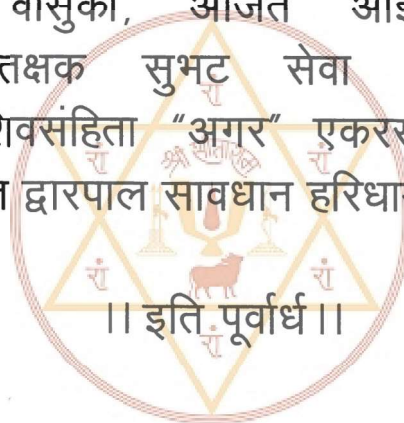 वासुकी, अजित
तक्षक सुभट सेवा
शिवसंहिता “अगर” एकरस
द्वारपाल सावधान हरिधा
रां
रां
रां
श्री सीताराम
रां
रां
।। इति पूर्वार्ध।।
रां